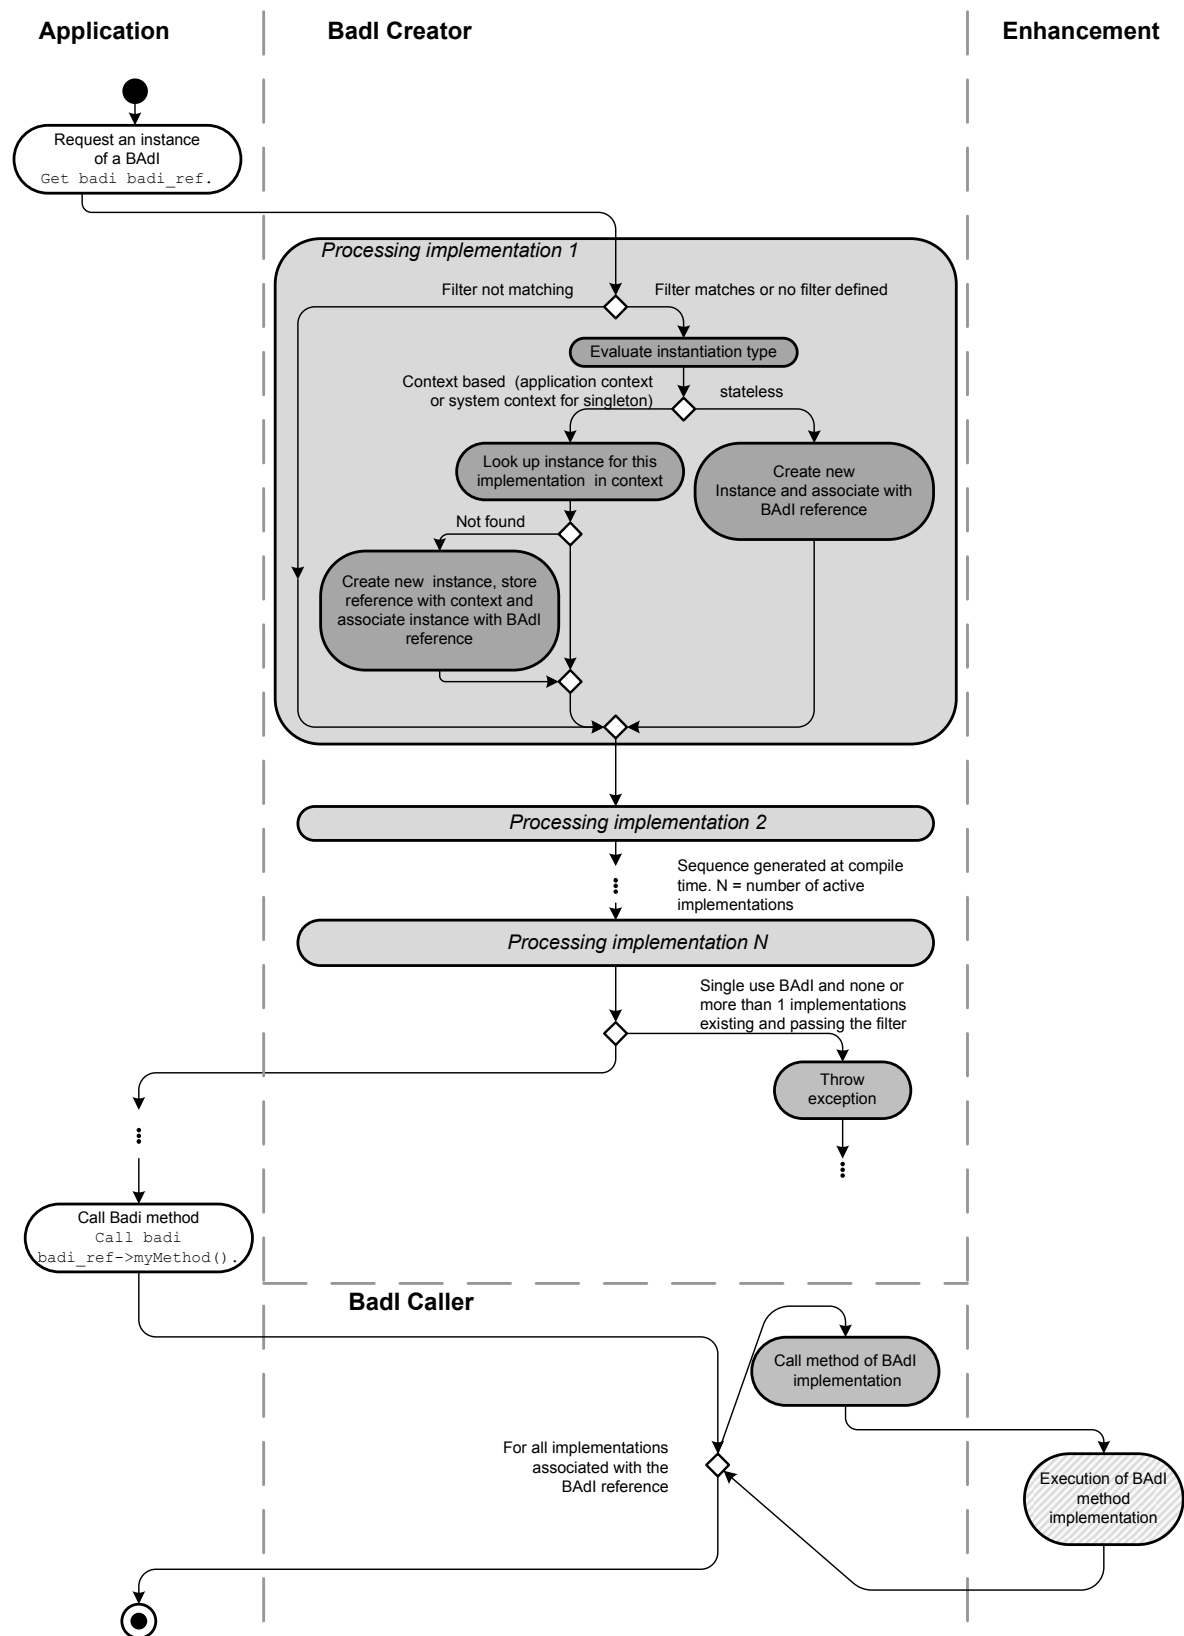 Application
BadI Creator
Enhancement
Request an instance
of a BAdI
Get badi badi_ref.
Processing implementation 1
Filter not matching
Filter matches or no filter defined
Evaluate instantiation type
Context based  (application context
or system context for singleton)
stateless
Look up instance for this
implementation  in context
Create new
Instance and associate with
BAdI reference
Not found
Create new  instance, store
reference with context and
associate instance with BAdI
reference
Processing implementation 2
Sequence generated at compile
time. N = number of active
implementations
Processing implementation N
Single use BAdI and none or
more than 1 implementations
existing and passing the filter
Throw
exception
Call Badi method
Call badi
badi_ref->myMethod().
BadI Caller
Call method of BAdI
implementation
For all implementations
associated with the
BAdI reference
Execution of BAdI
method
implementation